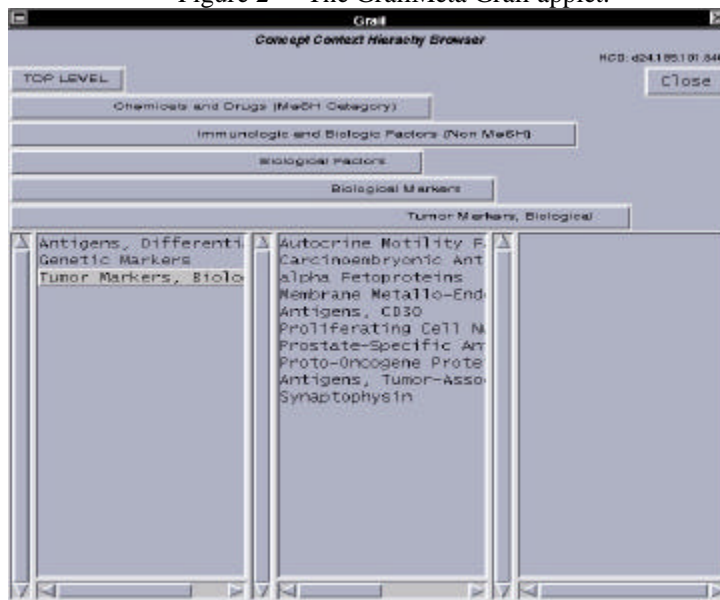 Figure 2 The GrailMeta Grail applet.
Grail
Concept Context Hierachy Browser
TOP LEVEL
Close
Chemicals and Drugs (MeSH Category)
Immunologic and Biologic Factors (Non MeSH)
Biological Factors
Biological Markers
Tumor Markers, Biological
Antigens, Differenti
Genetic Markers
Tumor Markers, Biolo
Autocrine Motility F
Carcinoembryonic Ant
alpha Fetoproteins
Membrane Metallo-End
Antigens, CD30
Proliferating Cell N
Prostate-Specific An
Proto-Oncogene Prote
Antigens, Tumor-Asso
Synaptophysin